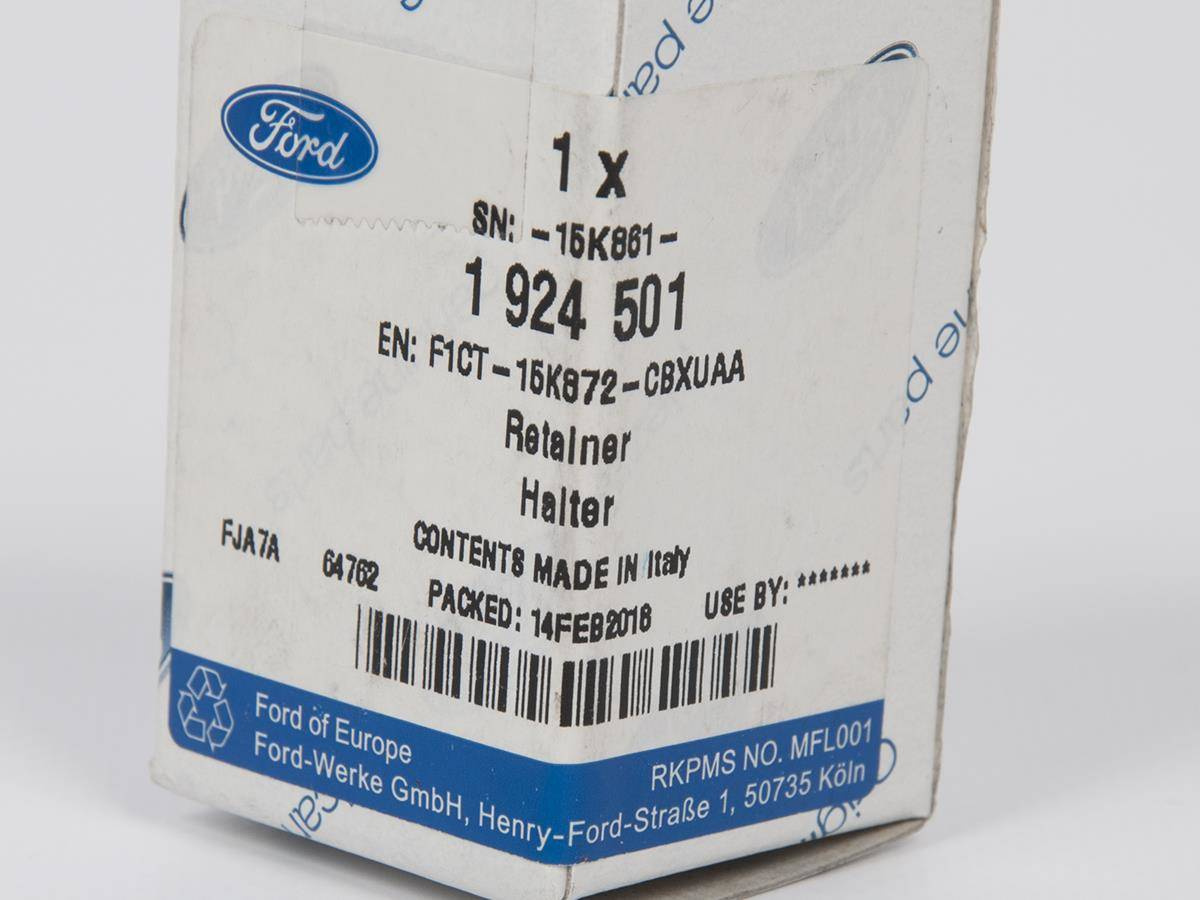 Ford
1 x
SN: -15K861-
1 924 501
EN: F1CT-15K872-CBXUAA
Retainer
Halter
CONTENTS MADE IN Italy
FJA7A 64762 PACKED: 14FEB2018 USE BY: *******
Ford of Europe
Ford-Werke GmbH, Henry-Ford-Straße 1, 50735 Köln
RKPMS NO. MFL001